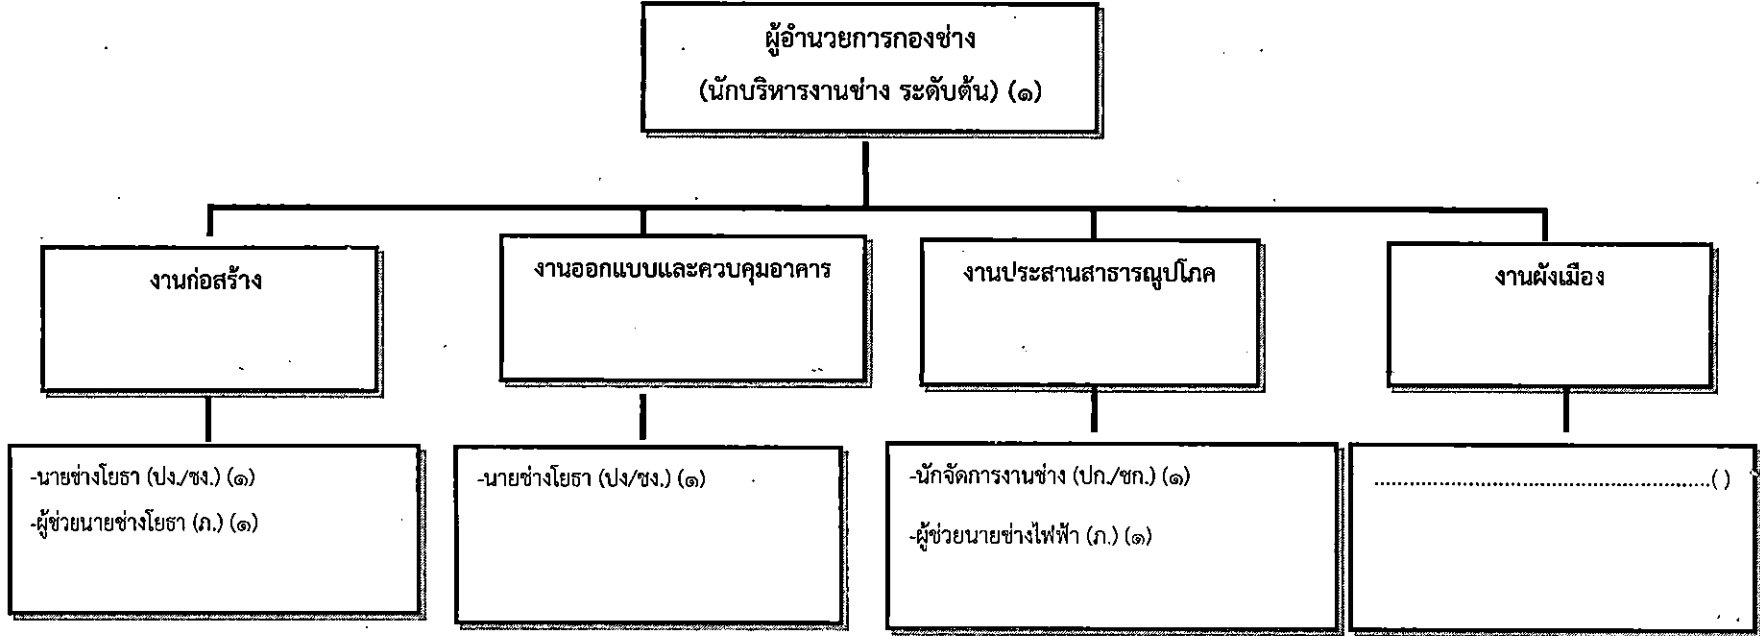 ผู้อำนวยการกองช่าง
(นักบริหารงานช่าง ระดับต้น) (๑)
งานก่อสร้าง
งานออกแบบและควบคุมอาคาร
งานประสานสาธารณูปโภค
งานผังเมือง
-นายช่างโยธา (ปง./ชง.) (๑)
-ผู้ช่วยนายช่างโยธา (ภ.) (๑)
-นายช่างโยธา (ปง/ชง.) (๑)
-นักจัดการงานช่าง (ปก./ชก.) (๑)
-ผู้ช่วยนายช่างไฟฟ้า (ภ.) (๑)
..........................................................( )